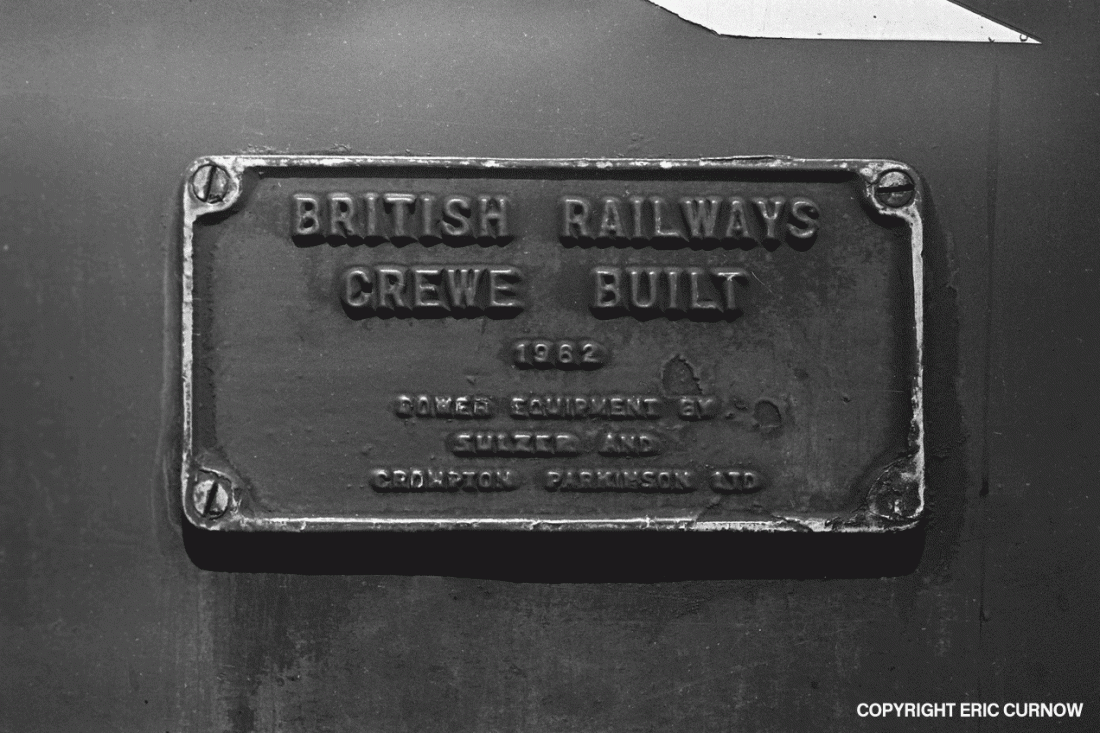 BRITISH RAILWAYS
CREWE BUILT
1962
POWER EQUIPMENT BY
SULZER AND
CROMPTON PARKINSON LTD
COPYRIGHT ERIC CURNOW